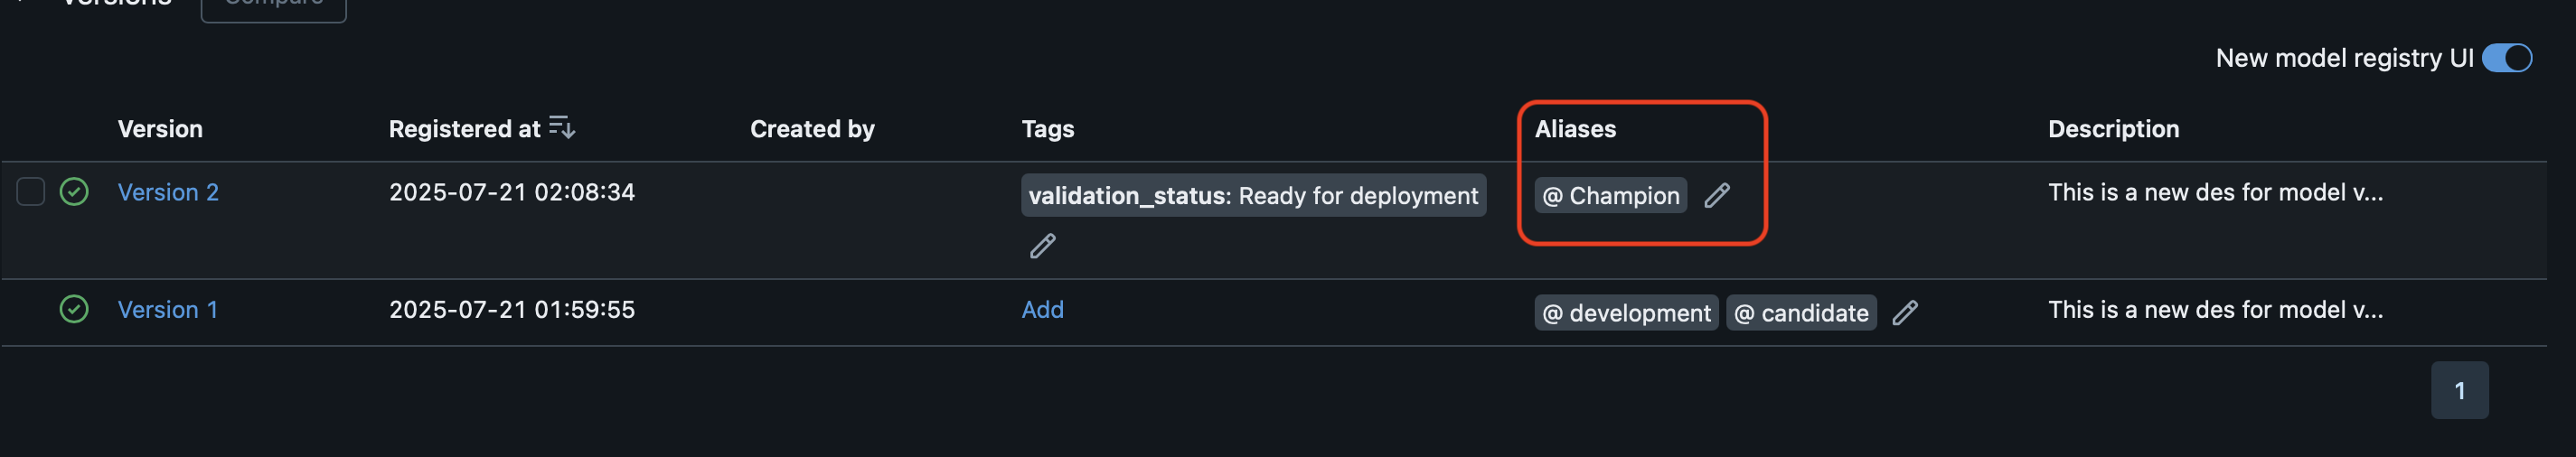 Versions Compare
New model registry UI
Version Registered at Created by Tags Aliases Description
Version 2 2025-07-21 02:08:34 validation_status: Ready for deployment @ Champion This is a new des for model v...
Version 1 2025-07-21 01:59:55 Add @ development @ candidate This is a new des for model v...
1